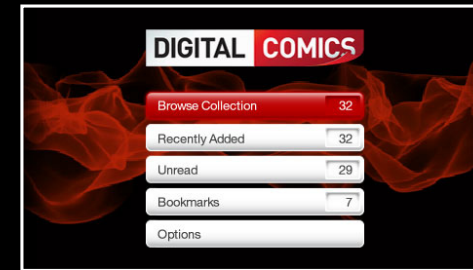 DIGITAL COMICS
Browse Collection 32
Recently Added 32
Unread 29
Bookmarks 7
Options